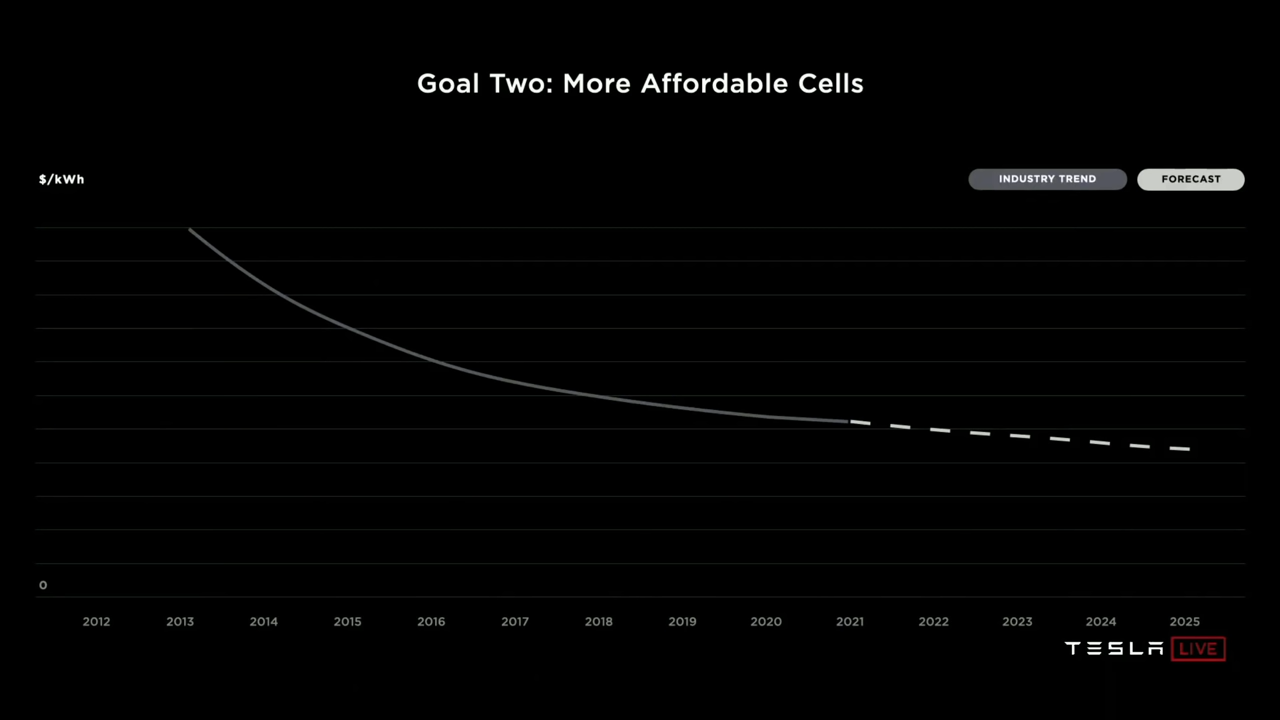 Goal Two: More Affordable Cells
$/kWh
INDUSTRY TREND
FORECAST
0
2012 2013 2014 2015 2016 2017 2018 2019 2020 2021 2022 2023 2024 2025
TESLA LIVE